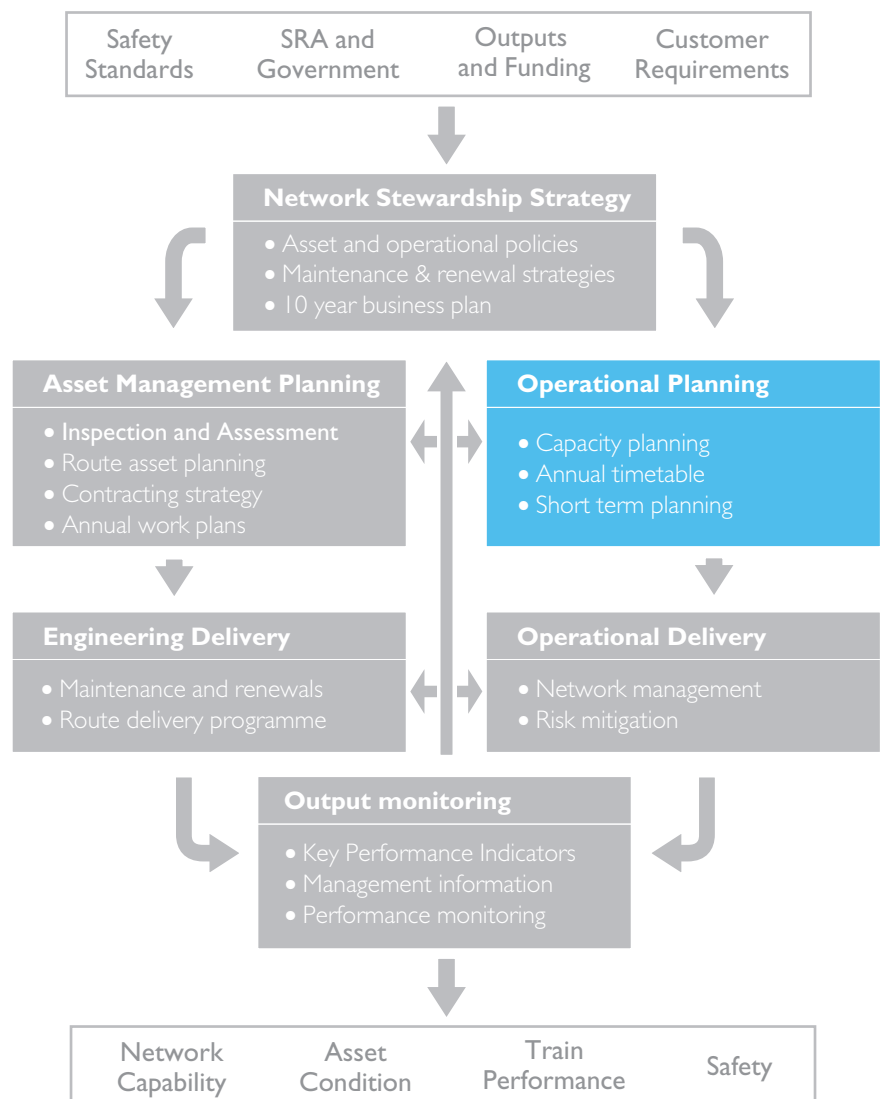 Safety
Standards
SRA and
Government
Outputs
and Funding
Customer
Requirements
Network Stewardship Strategy
• Asset and operational policies
• Maintenance & renewal strategies
• 10 year business plan
Asset Management Planning
• Inspection and Assessment
• Route asset planning
• Contracting strategy
• Annual work plans
Operational Planning
• Capacity planning
• Annual timetable
• Short term planning
Engineering Delivery
• Maintenance and renewals
• Route delivery programme
Operational Delivery
• Network management
• Risk mitigation
Output monitoring
• Key Performance Indicators
• Management information
• Performance monitoring
Network
Capability
Asset
Condition
Train
Performance
Safety